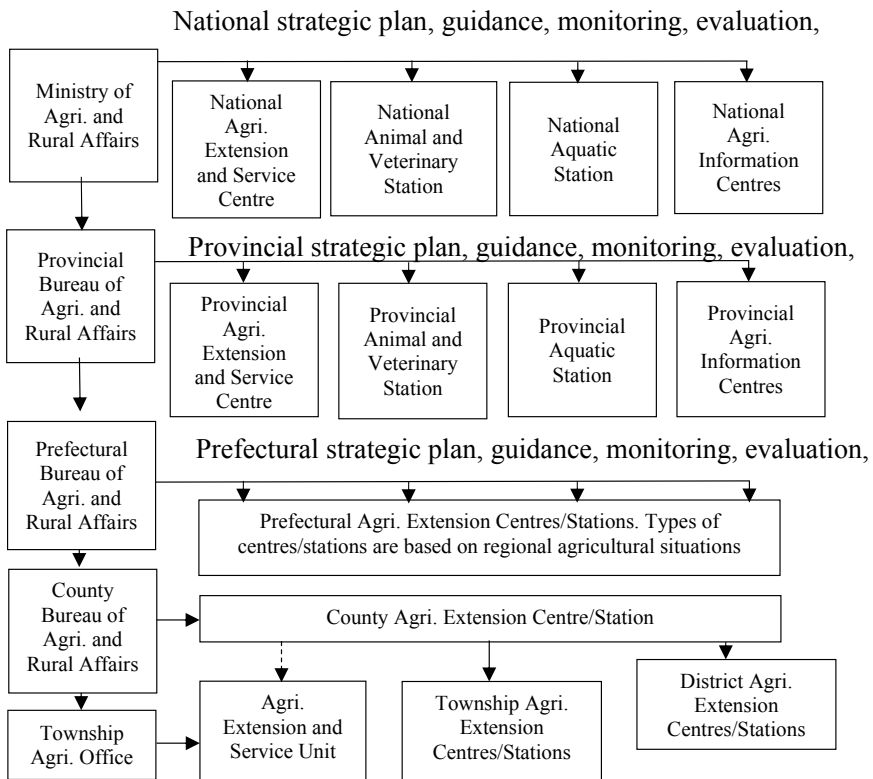 National strategic plan, guidance, monitoring, evaluation,
Ministry of
Agri. and
Rural Affairs
National
Agri.
Extension
and Service
Centre
National
Animal and
Veterinary
Station
National
Aquatic
Station
National
Agri.
Information
Centres
Provincial strategic plan, guidance, monitoring, evaluation,
Provincial
Bureau of
Agri. and
Rural Affairs
Provincial
Agri.
Extension
and Service
Centre
Provincial
Animal and
Veterinary
Station
Provincial
Aquatic
Station
Provincial
Agri.
Information
Centres
Prefectural strategic plan, guidance, monitoring, evaluation,
Prefectural
Bureau of
Agri. and
Rural Affairs
Prefectural Agri. Extension Centres/Stations. Types of
centres/stations are based on regional agricultural situations
County
Bureau of
Agri. and
Rural Affairs
County Agri. Extension Centre/Station
Township
Agri. Office
Agri.
Extension and
Service Unit
Township Agri.
Extension
Centres/Stations
District Agri.
Extension
Centres/Stations